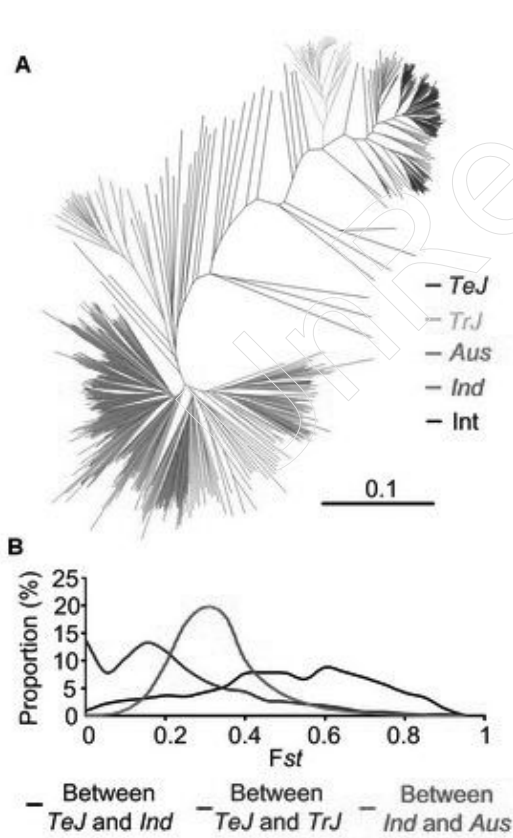 A
TeJ
TrJ
Aus
Ind
Int
0.1
B
Proportion (%)
25
20
15
10
5
0
0 0.2 0.4 0.6 0.8 1
Fst
Between Between Between
TeJ and Ind TeJ and TrJ Ind and Aus